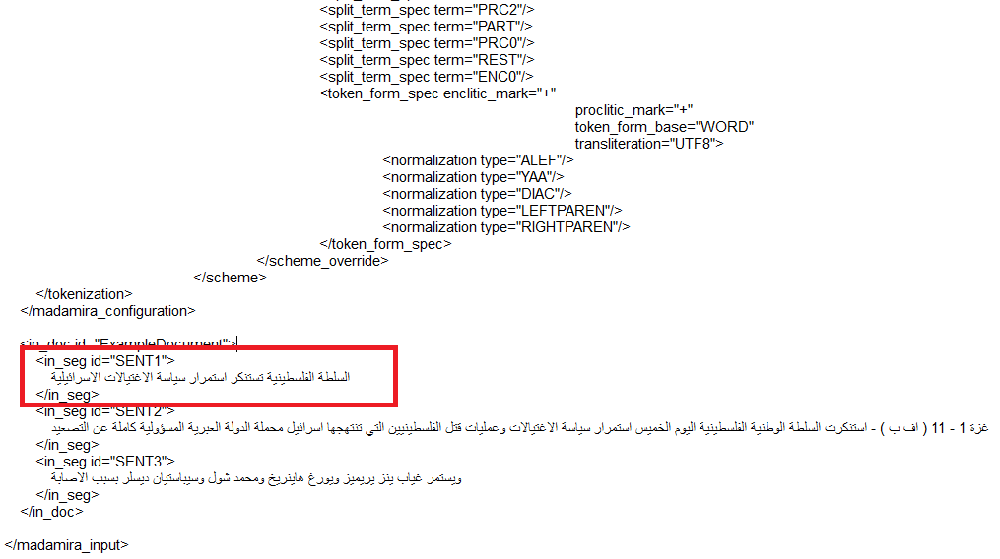 <split_term_spec term="PRC2"/>
<split_term_spec term="PART"/>
<split_term_spec term="PRC0"/>
<split_term_spec term="REST"/>
<split_term_spec term="ENC0"/>
<token_form_spec enclitic_mark="+"
proclitic_mark="+"
token_form_base="WORD"
transliteration="UTF8">
<normalization type="ALEF"/>
<normalization type="YAA"/>
<normalization type="DIAC"/>
<normalization type="LEFTPAREN"/>
<normalization type="RIGHTPAREN"/>
</token_form_spec>
</scheme_override>
</scheme>
</tokenization>
</madamira_configuration>
<in_doc id="ExampleDocument">
<in_seg id="SENT1">
السلطة الفلسطينية تستنكر استمرار سياسة الاغتيالات الاسرائيلية
</in_seg>
<in_seg id="SENT2">
غزة 1 - 11 ( اف ب ) - استنكرت السلطة الوطنية الفلسطينية اليوم الخميس استمرار سياسة الاغتيالات وعمليات قتل الفلسطينيين التي تنتهجها اسرائيل محملة الدولة العبرية المسؤولية كاملة عن التصعيد
</in_seg>
<in_seg id="SENT3">
ويستمر غياب ينز يريميز ويورغ هاينريخ ومحمد شول وسيباستيان ديسلر بسبب الاصابة
</in_seg>
</in_doc>
</madamira_input>